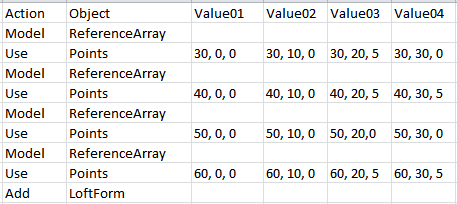 Action Object Value01 Value02 Value03 Value04
Model ReferenceArray
Use Points 30, 0, 0 30, 10, 0 30, 20, 5 30, 30, 0
Model ReferenceArray
Use Points 40, 0, 0 40, 10, 0 40, 20, 5 40, 30, 5
Model ReferenceArray
Use Points 50, 0, 0 50, 10, 0 50, 20,0 50, 30, 0
Model ReferenceArray
Use Points 60, 0, 0 60, 10, 0 60, 20, 5 60, 30, 5
Add LoftForm